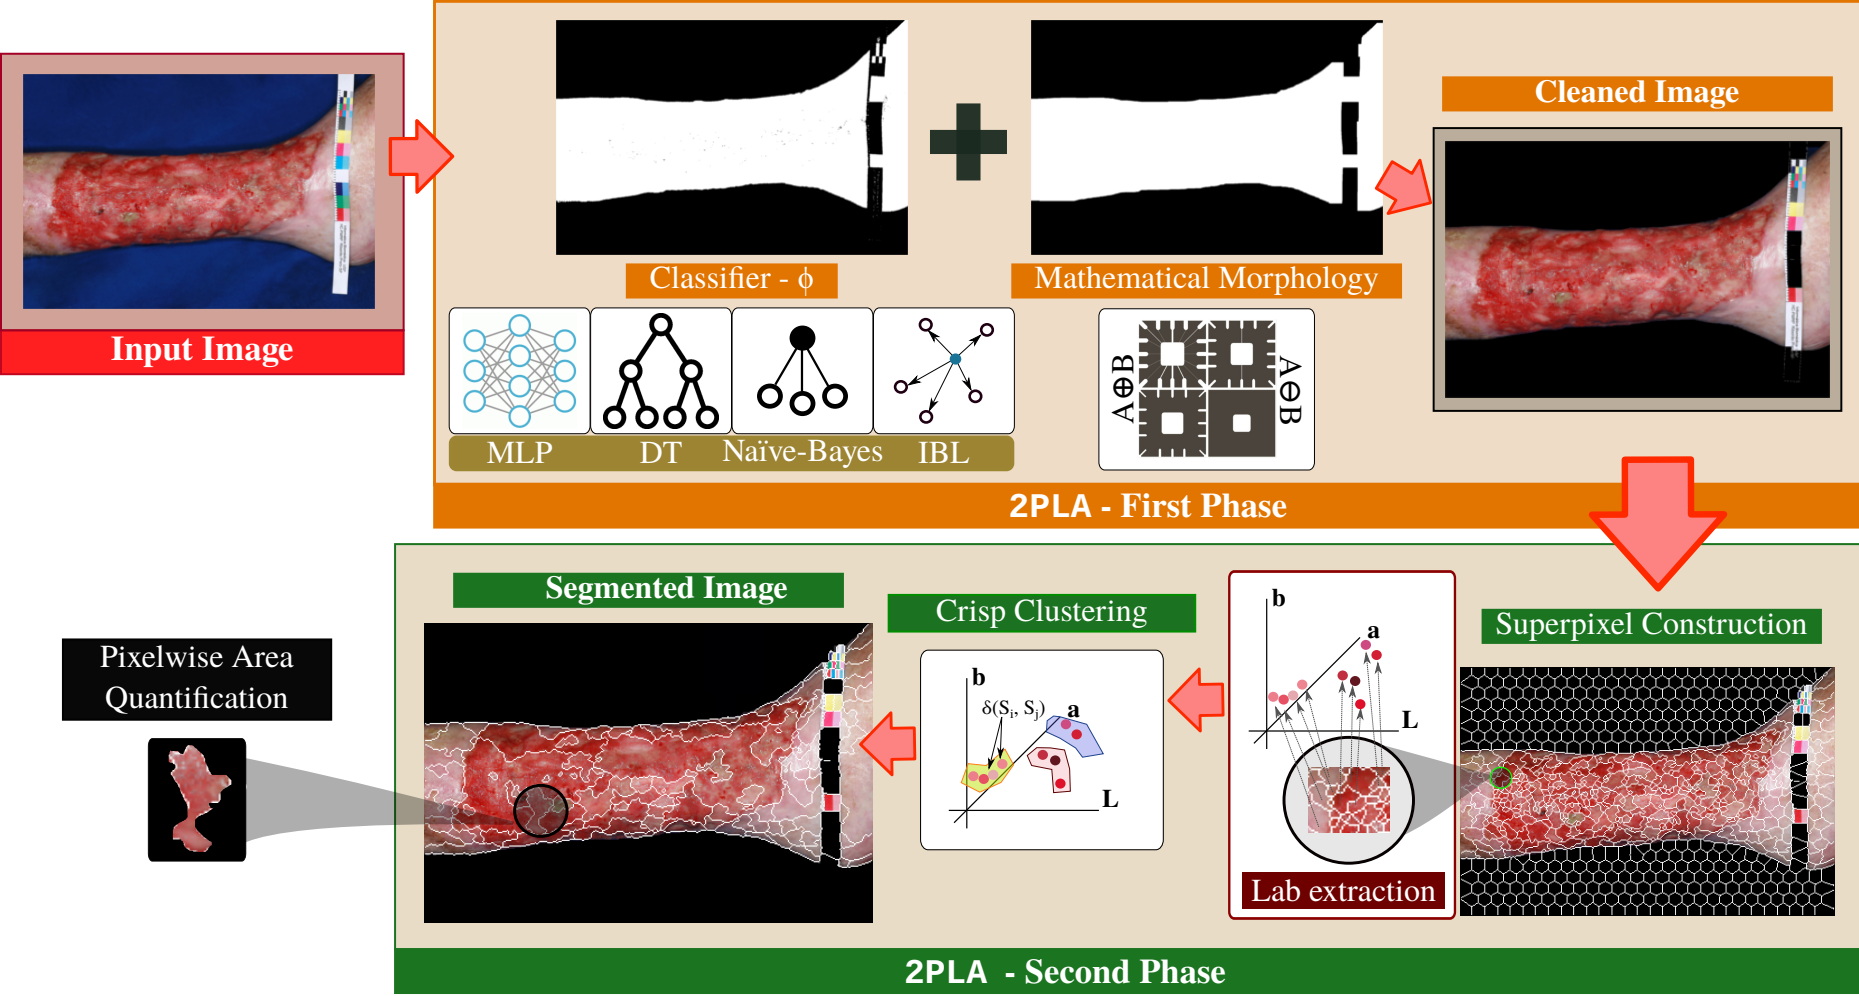 Input Image
Classifier - ϕ
MLP
DT
Naïve-Bayes
IBL
Mathematical Morphology
A⊕B
A⊖B
Cleaned Image
2PLA - First Phase
Superpixel Construction
b
a
L
Lab extraction
Crisp Clustering
b
δ(Si, Sj)
a
L
Segmented Image
Pixelwise Area
Quantification
2PLA - Second Phase